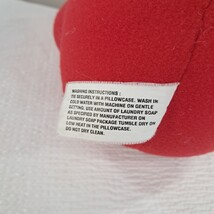 WASHING INSTRUCTIONS :
TIE SECURELY IN A PILLOWCASE. WASH IN
COLD WATER WITH MACHINE ON GENTLE
SETTING. USE AMOUNT OF LAUNDRY SOAP
AS SPECIFIED BY MANUFACTURER ON
LAUNDRY SOAP PACKAGE TUMBLE DRY ON
LOW HEAT IN THE PILLOWCASE.
DO NOT DRY CLEAN.